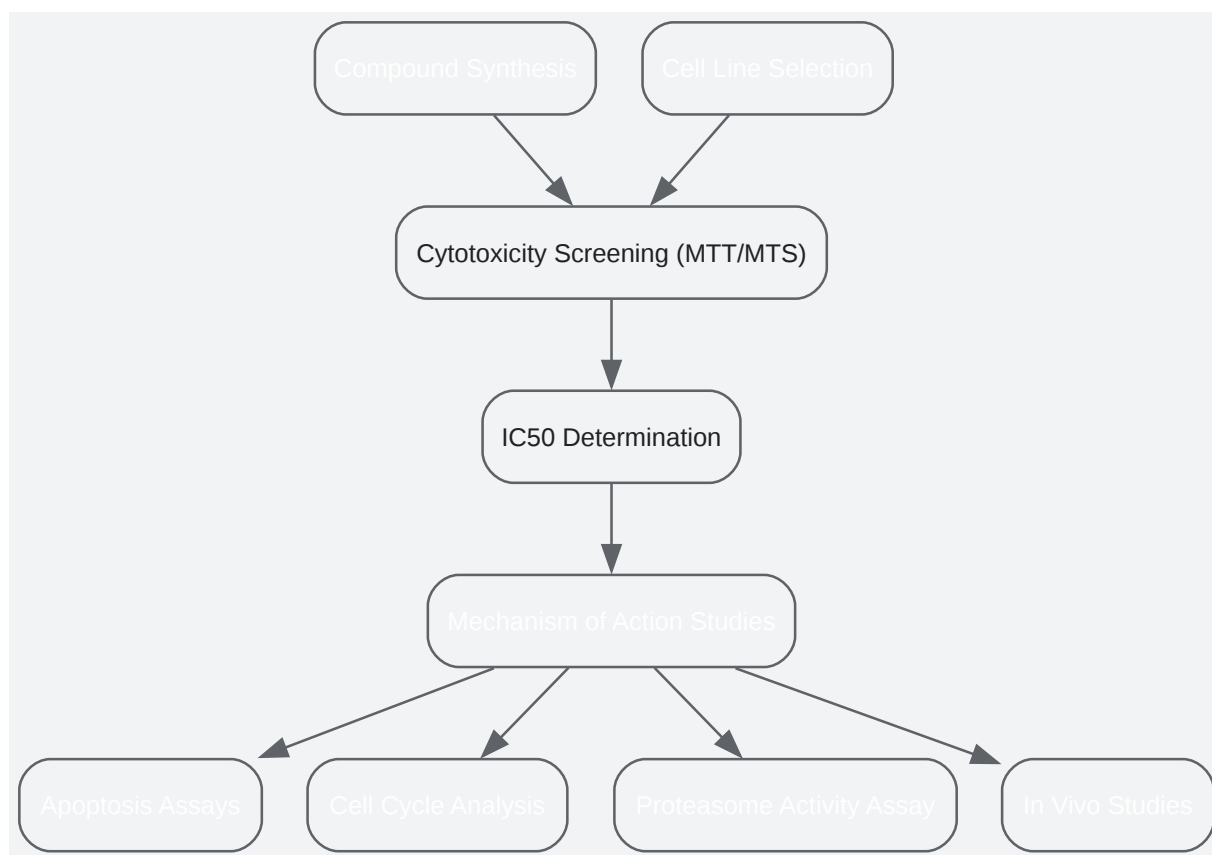 Compound Synthesis
Cell Line Selection
Cytotoxicity Screening (MTT/MTS)
IC50 Determination
Mechanism of Action Studies
Apoptosis Assays
Cell Cycle Analysis
Proteasome Activity Assay
In Vivo Studies